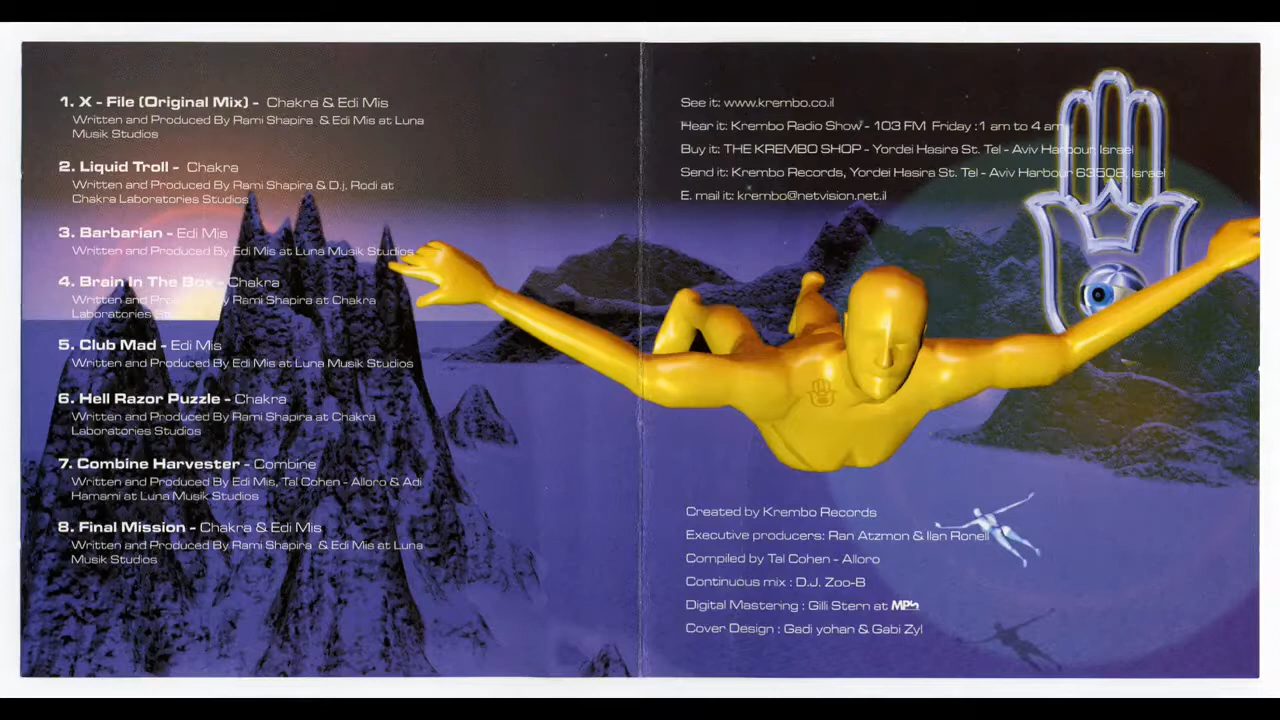 1. X - File (Original Mix) - Chakra & Edi Mis
Written and Produced By Rami Shapira & Edi Mis at Luna
Musik Studios
2. Liquid Troll - Chakra
Written and Produced By Rami Shapira & D.j. Rodi at
Chakra Laboratories Studios
3. Barbarian - Edi Mis
Written and Produced By Edi Mis at Luna Musik Studios
4. Brain In The Box - Chakra
Written and Produced By Rami Shapira at Chakra
Laboratories Studios
5. Club Mad - Edi Mis
Written and Produced By Edi Mis at Luna Musik Studios
6. Hell Razor Puzzle - Chakra
Written and Produced By Rami Shapira at Chakra
Laboratories Studios
7. Combine Harvester - Combine
Written and Produced By Edi Mis, Tal Cohen - Alloro & Adi
Hamami at Luna Musik Studios
8. Final Mission - Chakra & Edi Mis
Written and Produced By Rami Shapira & Edi Mis at Luna
Musik Studios
See it: www.krembo.co.il
Hear it: Krembo Radio Show - 103 FM Friday :1 am to 4 am
Buy it: THE KREMBO SHOP - Yordei Hasira St. Tel - Aviv Harbour Israel
Send it: Krembo Records, Yordei Hasira St. Tel - Aviv Harbour 63508, Israel
E. mail it: krembo@netvision.net.il
Created by Krembo Records
Executive producers: Ran Atzmon & Ilan Ronell
Compiled by Tal Cohen - Alloro
Continuous mix : D.J. Zoo-B
Digital Mastering : Gilli Stern at
Cover Design : Gadi yohan & Gabi Zyl